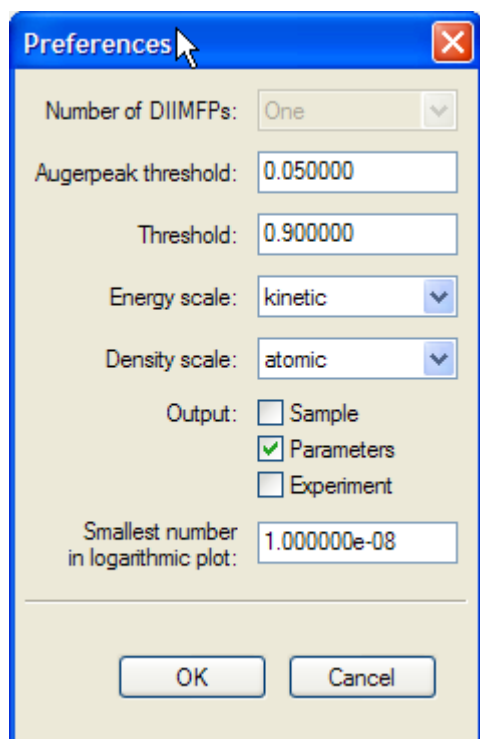 Preferences
Number of DIIMFPs: One
Augerpeak threshold: 0.050000
Threshold: 0.900000
Energy scale: kinetic
Density scale: atomic
Output: Sample
Parameters
Experiment
Smallest number
in logarithmic plot: 1.000000e-08
OK Cancel